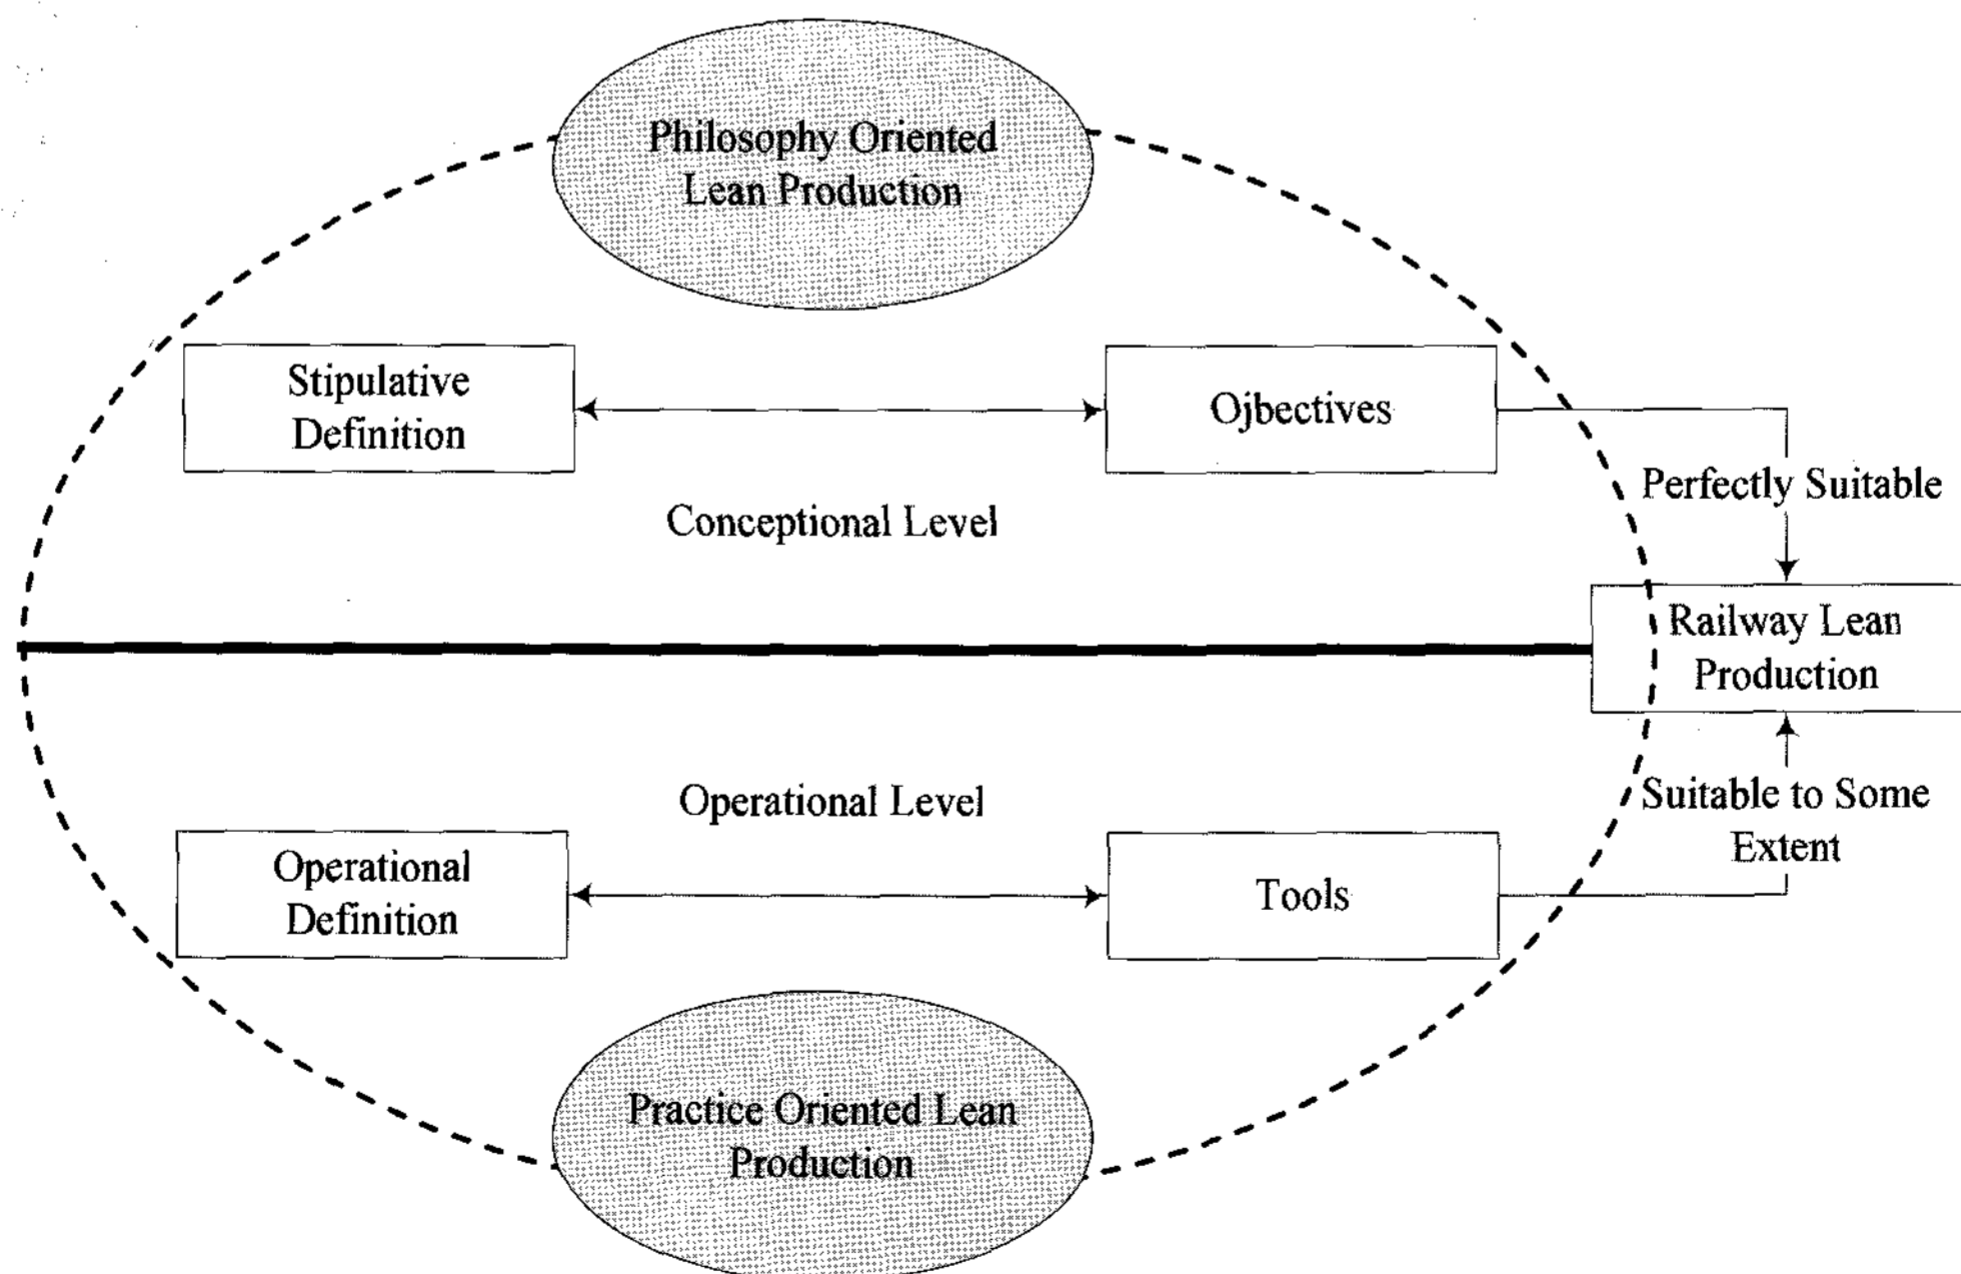 Philosophy Oriented
Lean Production
Stipulative
Definition
Ojbectives
Perfectly Suitable
Conceptional Level
Railway Lean
Production
Operational Level
Suitable to Some
Extent
Operational
Definition
Tools
Practice Oriented Lean
Production